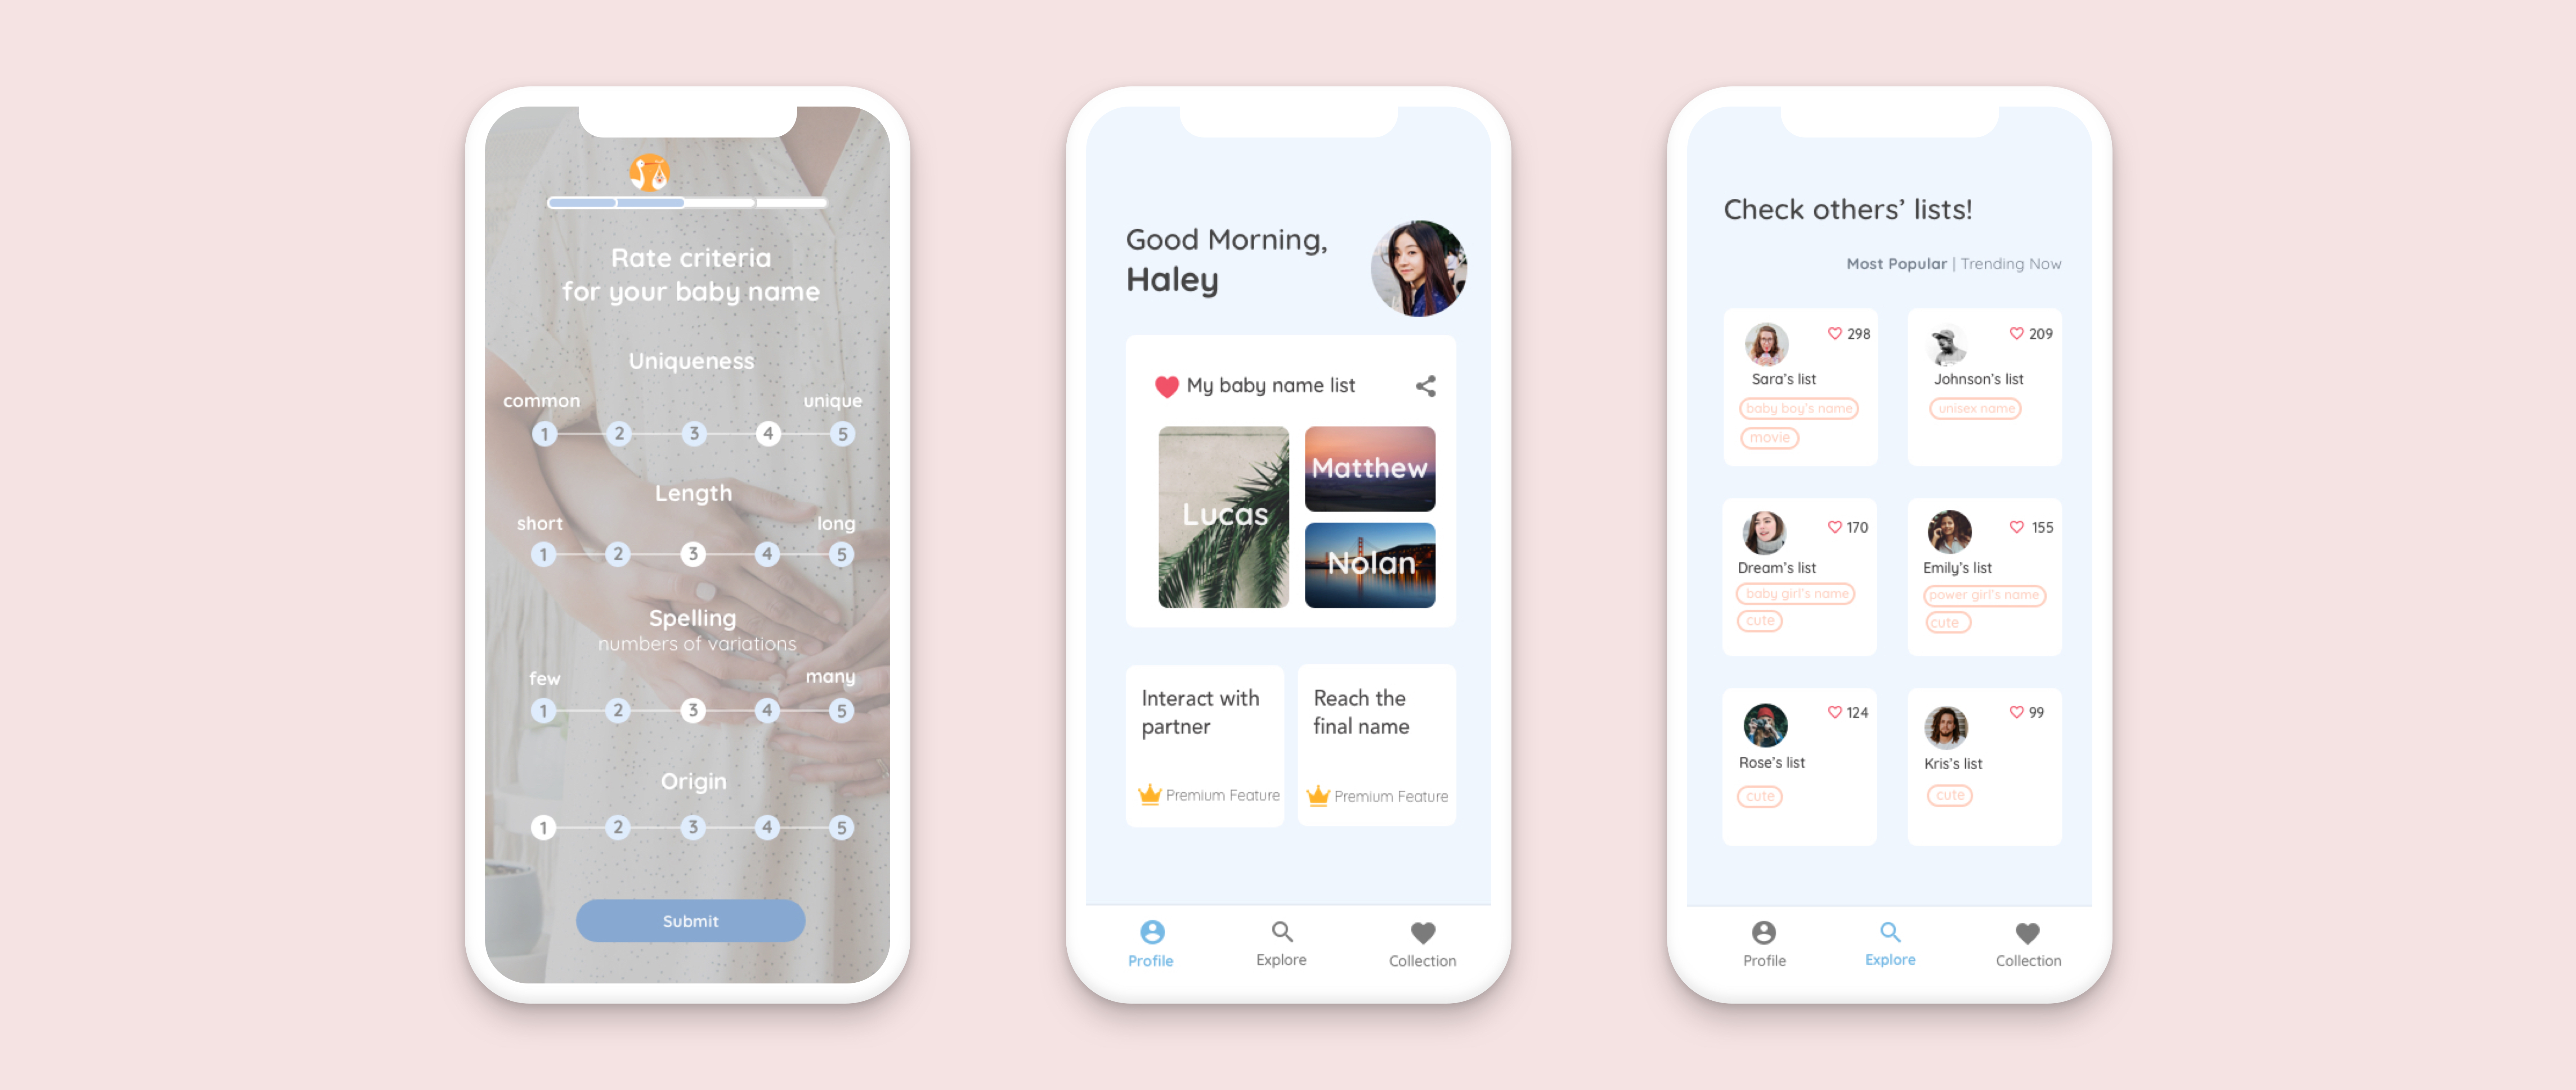 Rate criteria
for your baby name
Uniqueness
common unique
1 2 3 4 5
Length
short long
1 2 3 4 5
Spelling
numbers of variations
few many
1 2 3 4 5
Origin
1 2 3 4 5
Submit
Good Morning,
Haley
My baby name list
Lucas
Matthew
Nolan
Interact with
partner
Premium Feature
Reach the
final name
Premium Feature
Profile Explore Collection
Check others’ lists!
Most Popular | Trending Now
298
Sara’s list
baby boy’s name
movie
209
Johnson’s list
unisex name
170
Dream’s list
baby girl’s name
cute
155
Emily’s list
power girl’s name
cute
124
Rose’s list
cute
99
Kris’s list
cute
Profile Explore Collection